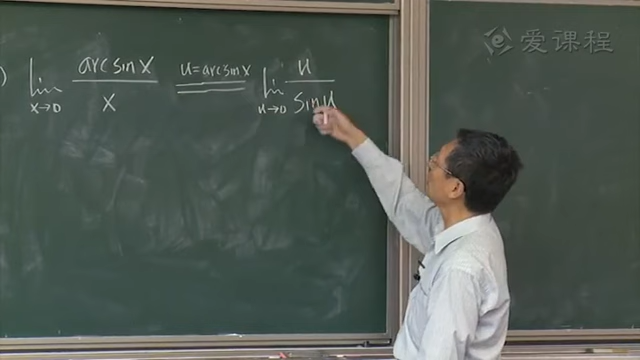 ) lim x→0 arcsin x / x  u=arcsin x  lim u→0 u / sin u
爱课程